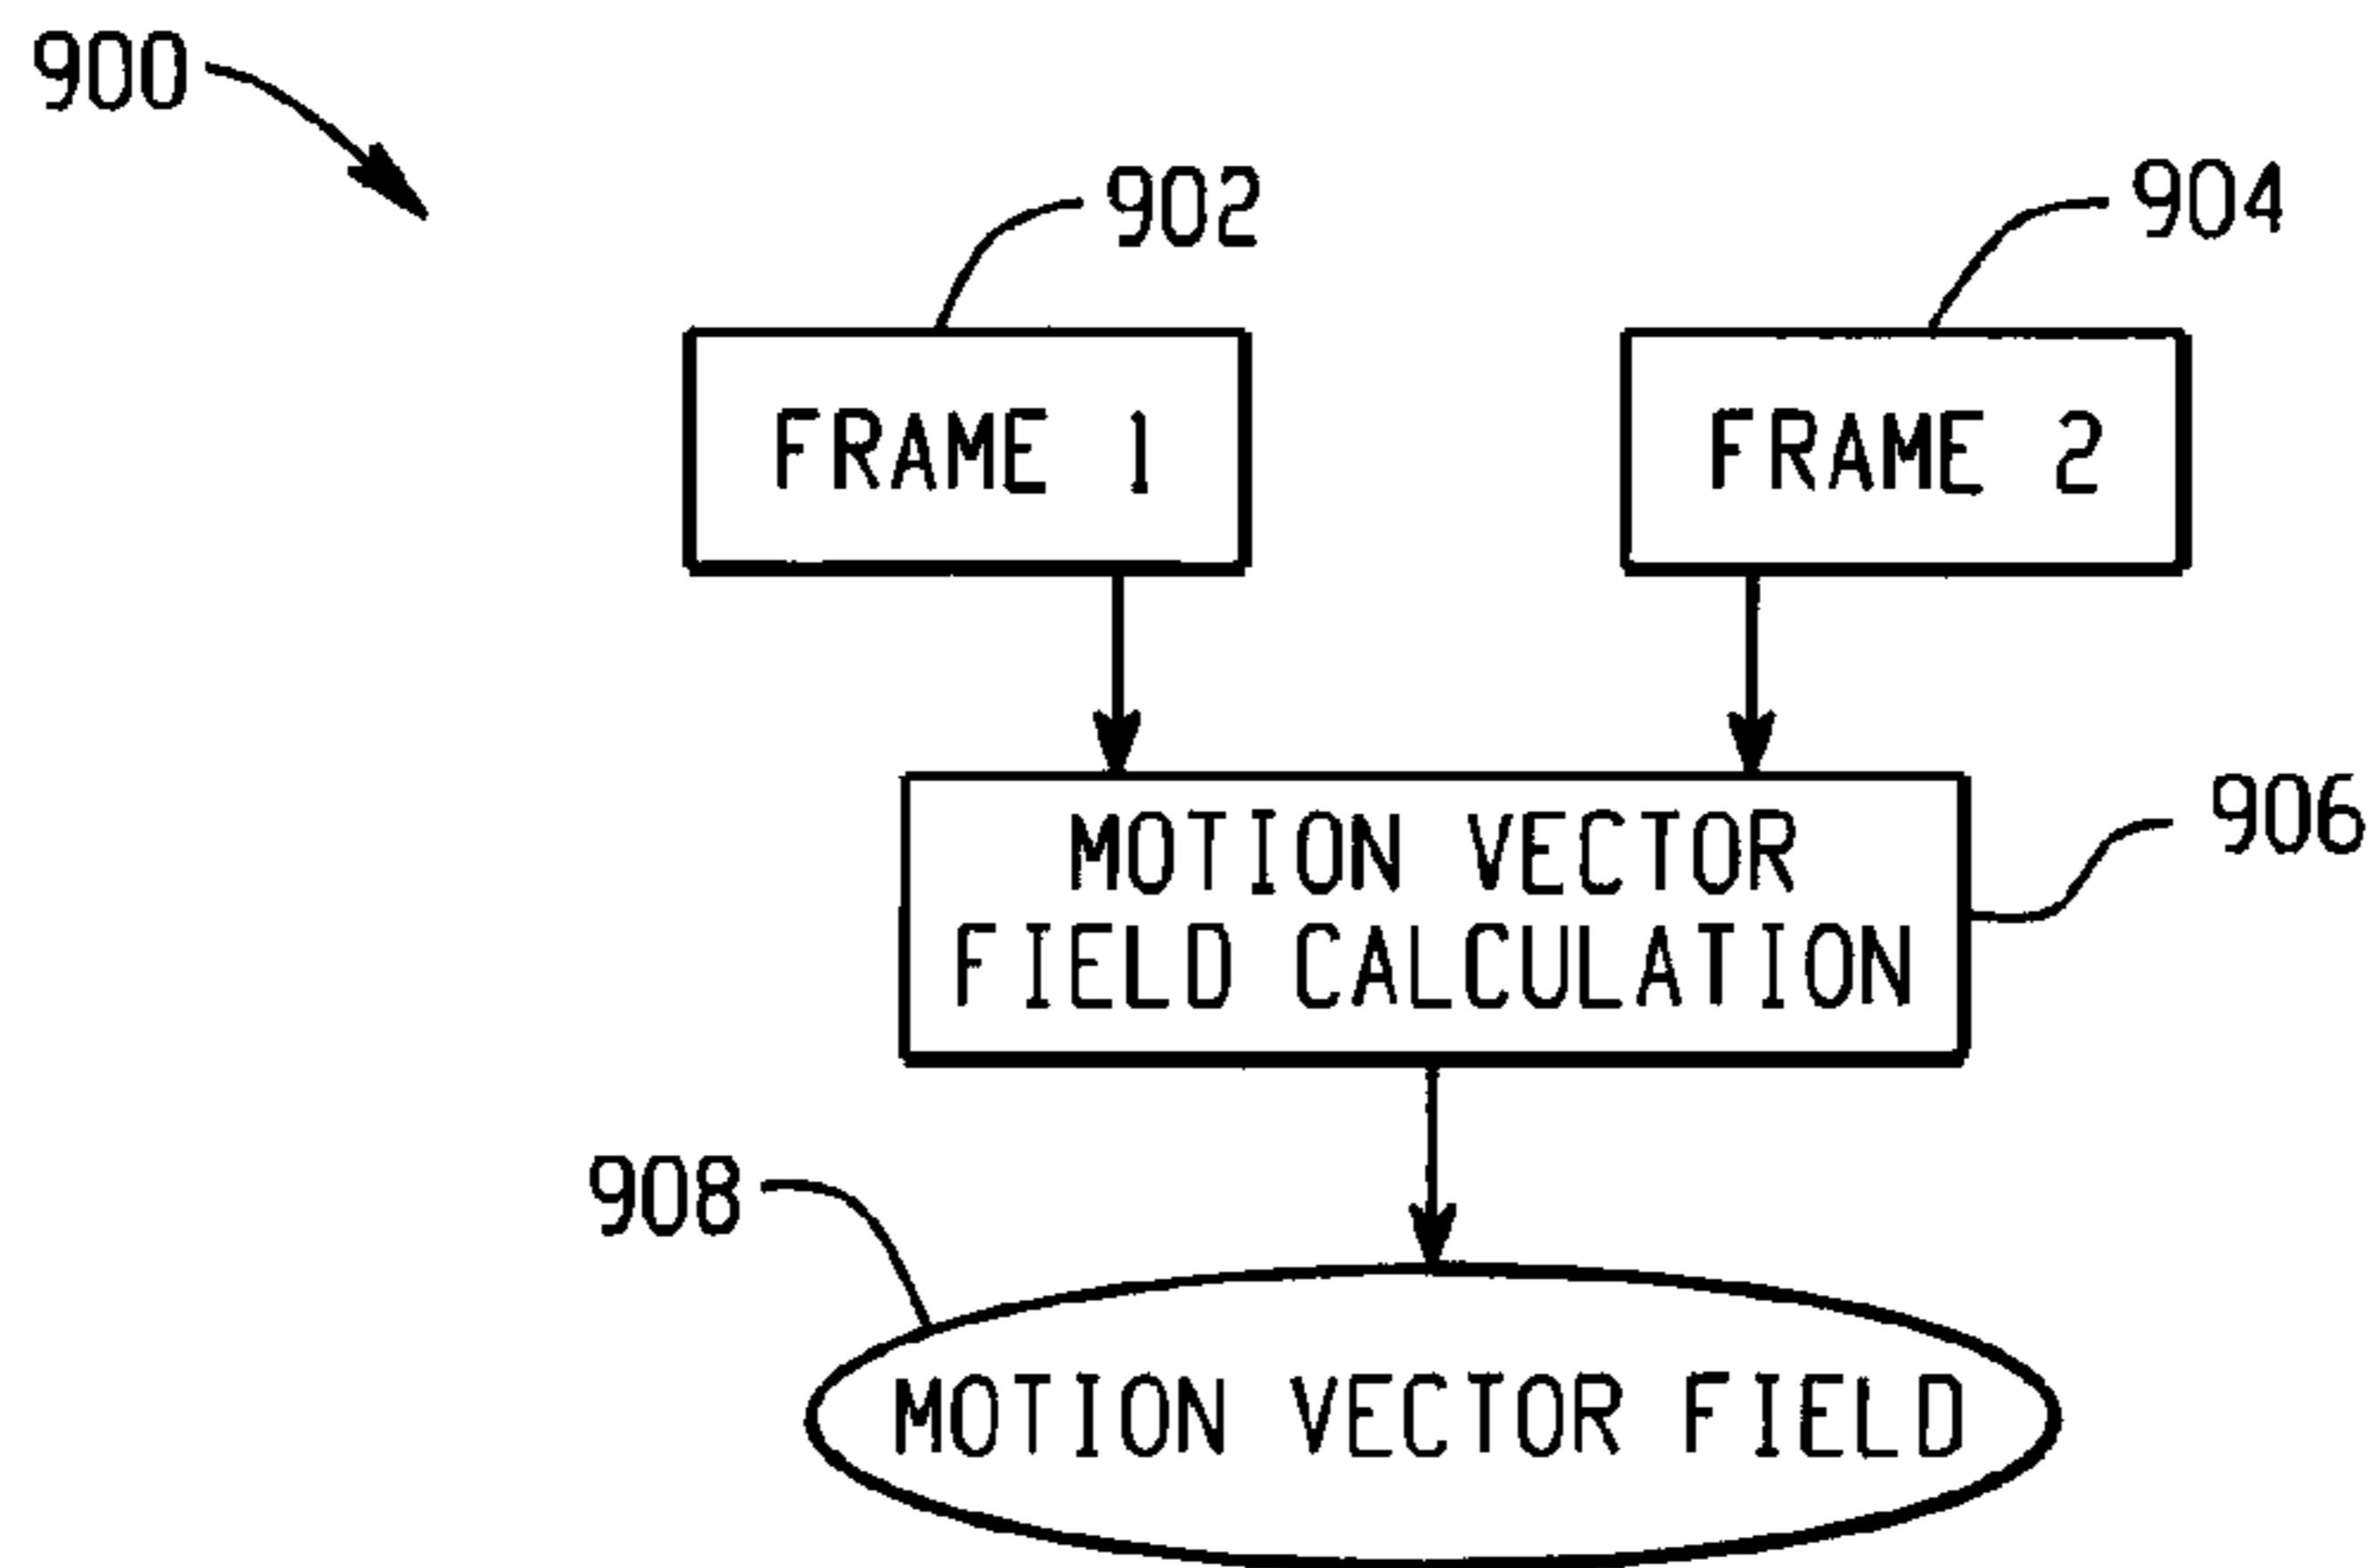 900
902
904
FRAME 1
FRAME 2
MOTION VECTOR
FIELD CALCULATION
906
908
MOTION VECTOR FIELD